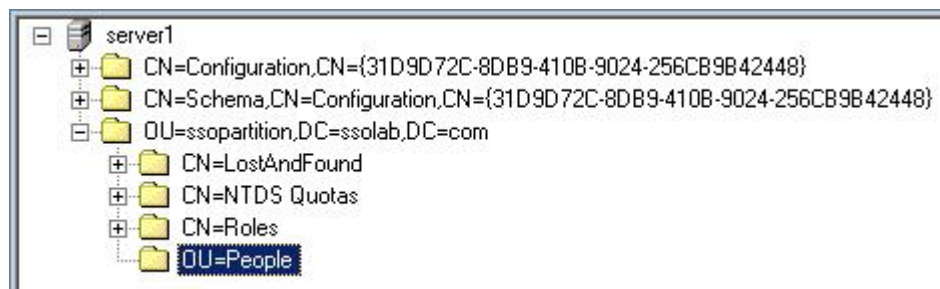 server1
CN=Configuration,CN={31D9D72C-8DB9-410B-9024-256CB9B42448}
CN=Schema,CN=Configuration,CN={31D9D72C-8DB9-410B-9024-256CB9B42448}
OU=ssopartition,DC=ssolab,DC=com
CN=LostAndFound
CN=NTDS Quotas
CN=Roles
OU=People